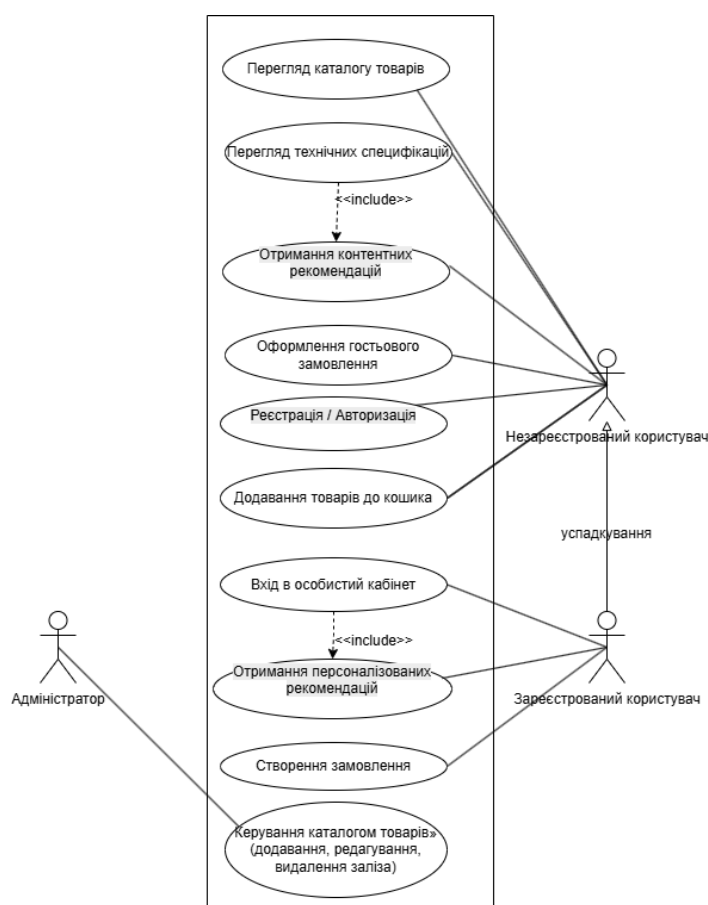 Перегляд каталогу товарів
Перегляд технічних специфікацій
<<include>>
Отримання контентних
рекомендацій
Оформлення гостьового
замовлення
Реєстрація / Авторизація
Незареєстрований користувач
Додавання товарів до кошика
успадкування
Вхід в особистий кабінет
<<include>>
Отримання персоналізованих
рекомендацій
Адміністратор
Зареєстрований користувач
Створення замовлення
Керування каталогом товарів»
(додавання, редагування,
видалення заліза)